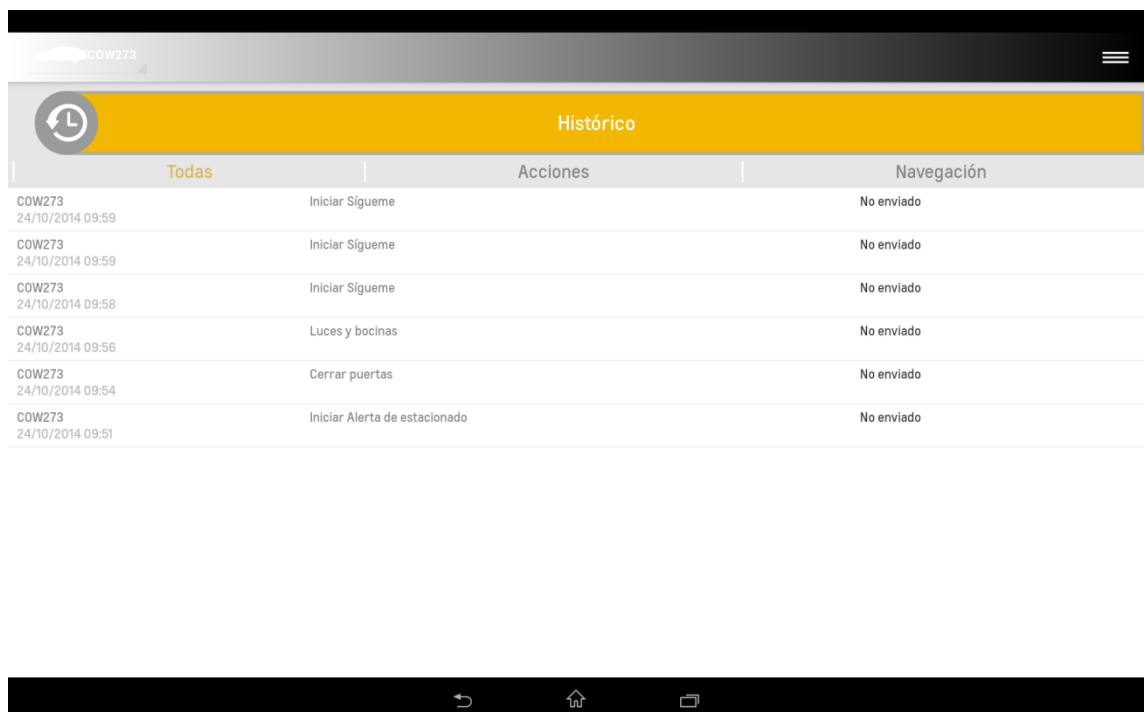 COW273
Histórico
Todas Acciones Navegación
COW273 Iniciar Sígueme No enviado
24/10/2014 09:59
COW273 Iniciar Sígueme No enviado
24/10/2014 09:59
COW273 Iniciar Sígueme No enviado
24/10/2014 09:58
COW273 Luces y bocinas No enviado
24/10/2014 09:56
COW273 Cerrar puertas No enviado
24/10/2014 09:54
COW273 Iniciar Alerta de estacionado No enviado
24/10/2014 09:51